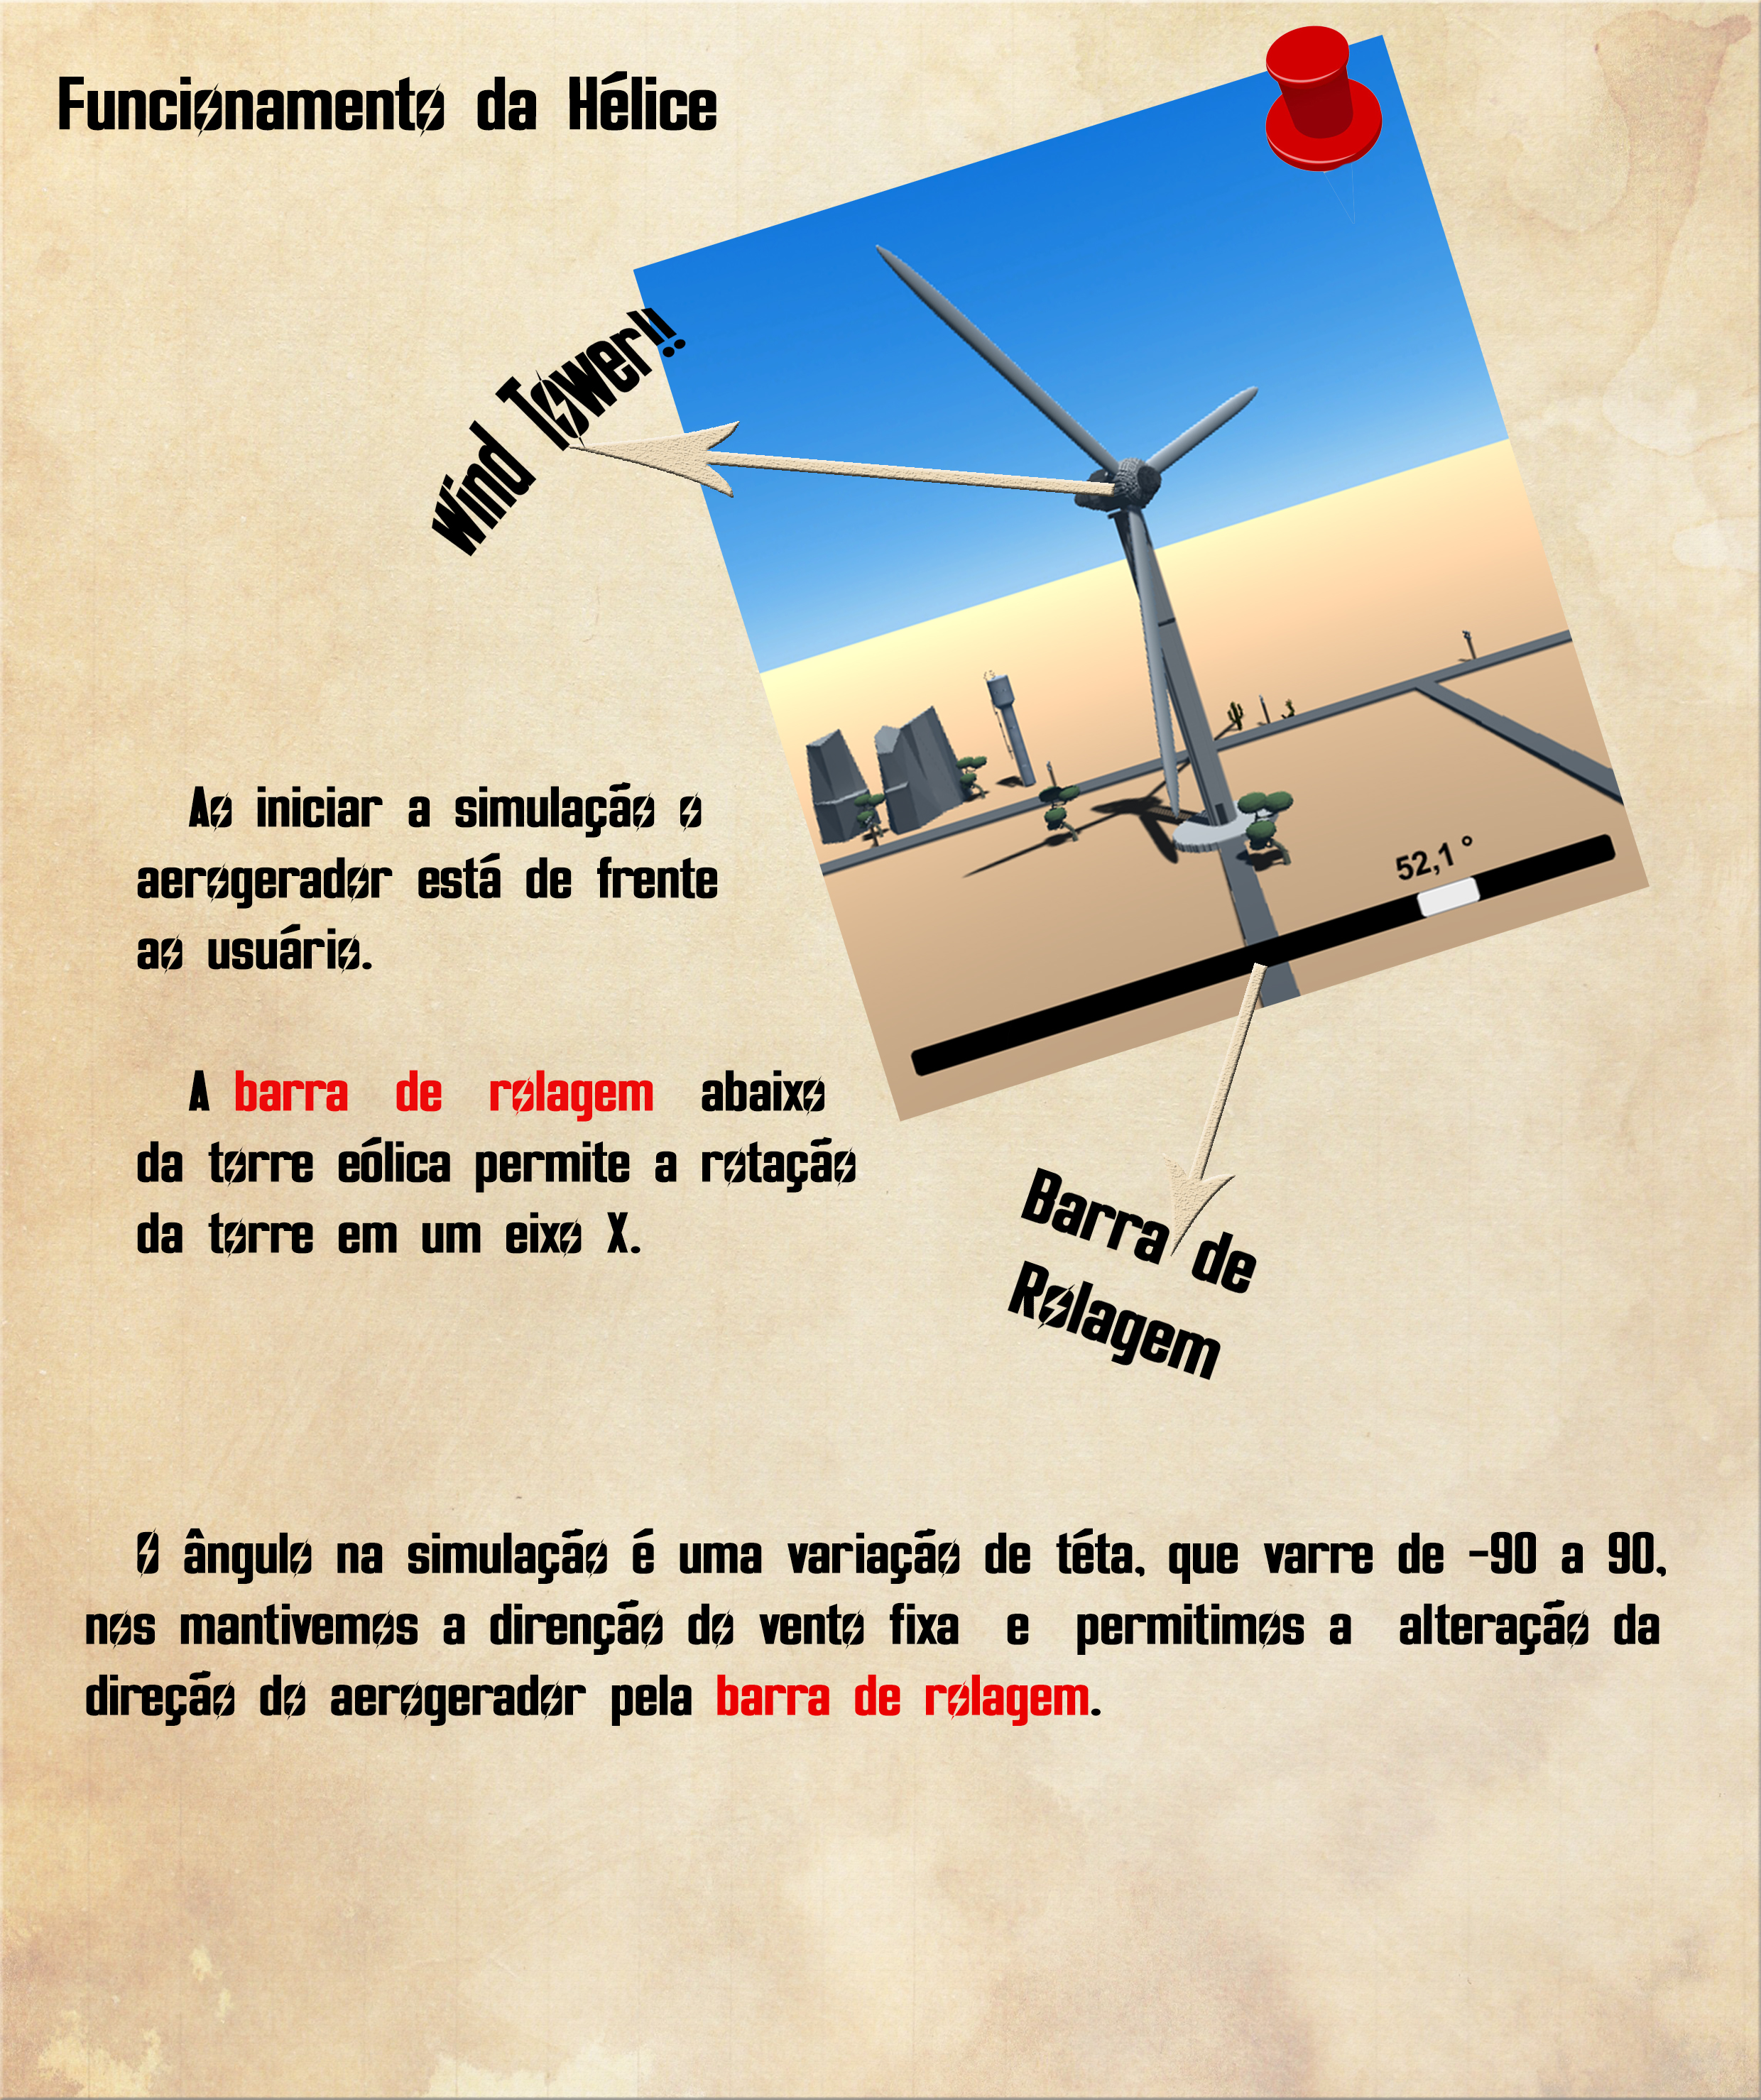 Funcionamento da Hélice
Wind Tower!!
Ao iniciar a simulação o
aerogerador está de frente
ao usuário.
52,1 °
A barra de rolagem abaixo
da torre eólica permite a rotação
da torre em um eixo X.
Barra de
Rolagem
O ângulo na simulação é uma variação de téta, que varre de -90 a 90,
nos mantivemos a direnção do vento fixa e permitimos a alteração da
direção do aerogerador pela barra de rolagem.